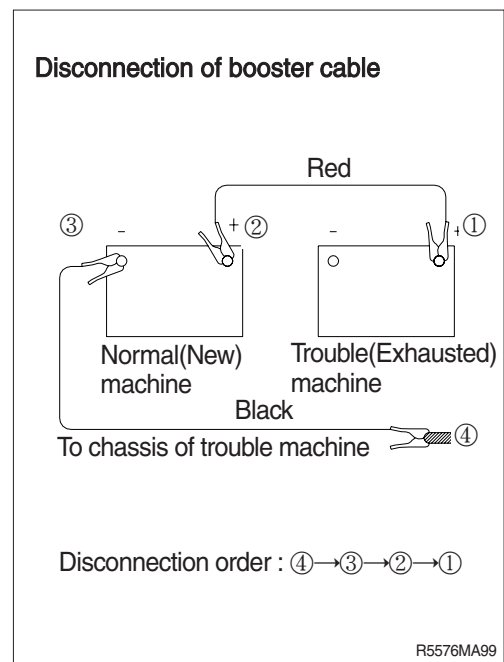 Disconnection of booster cable
Red
③ - + ② - + ①
Normal(New)
machine
Trouble(Exhausted)
machine
Black
To chassis of trouble machine ④
Disconnection order : ④→③→②→①
R5576MA99